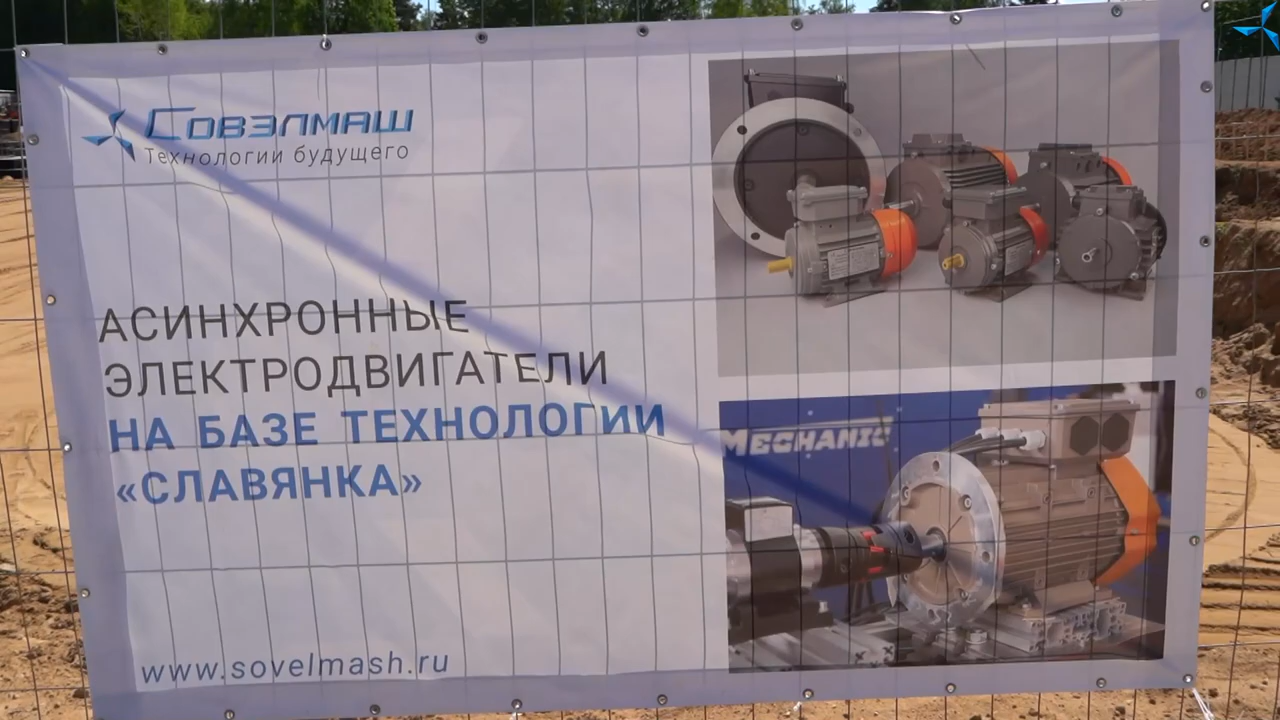 СОВЭЛМАШ
Технологии будущего
АСИНХРОННЫЕ
ЭЛЕКТРОДВИГАТЕЛИ
НА БАЗЕ ТЕХНОЛОГИИ
«СЛАВЯНКА»
www.sovelmash.ru
MECHANIC